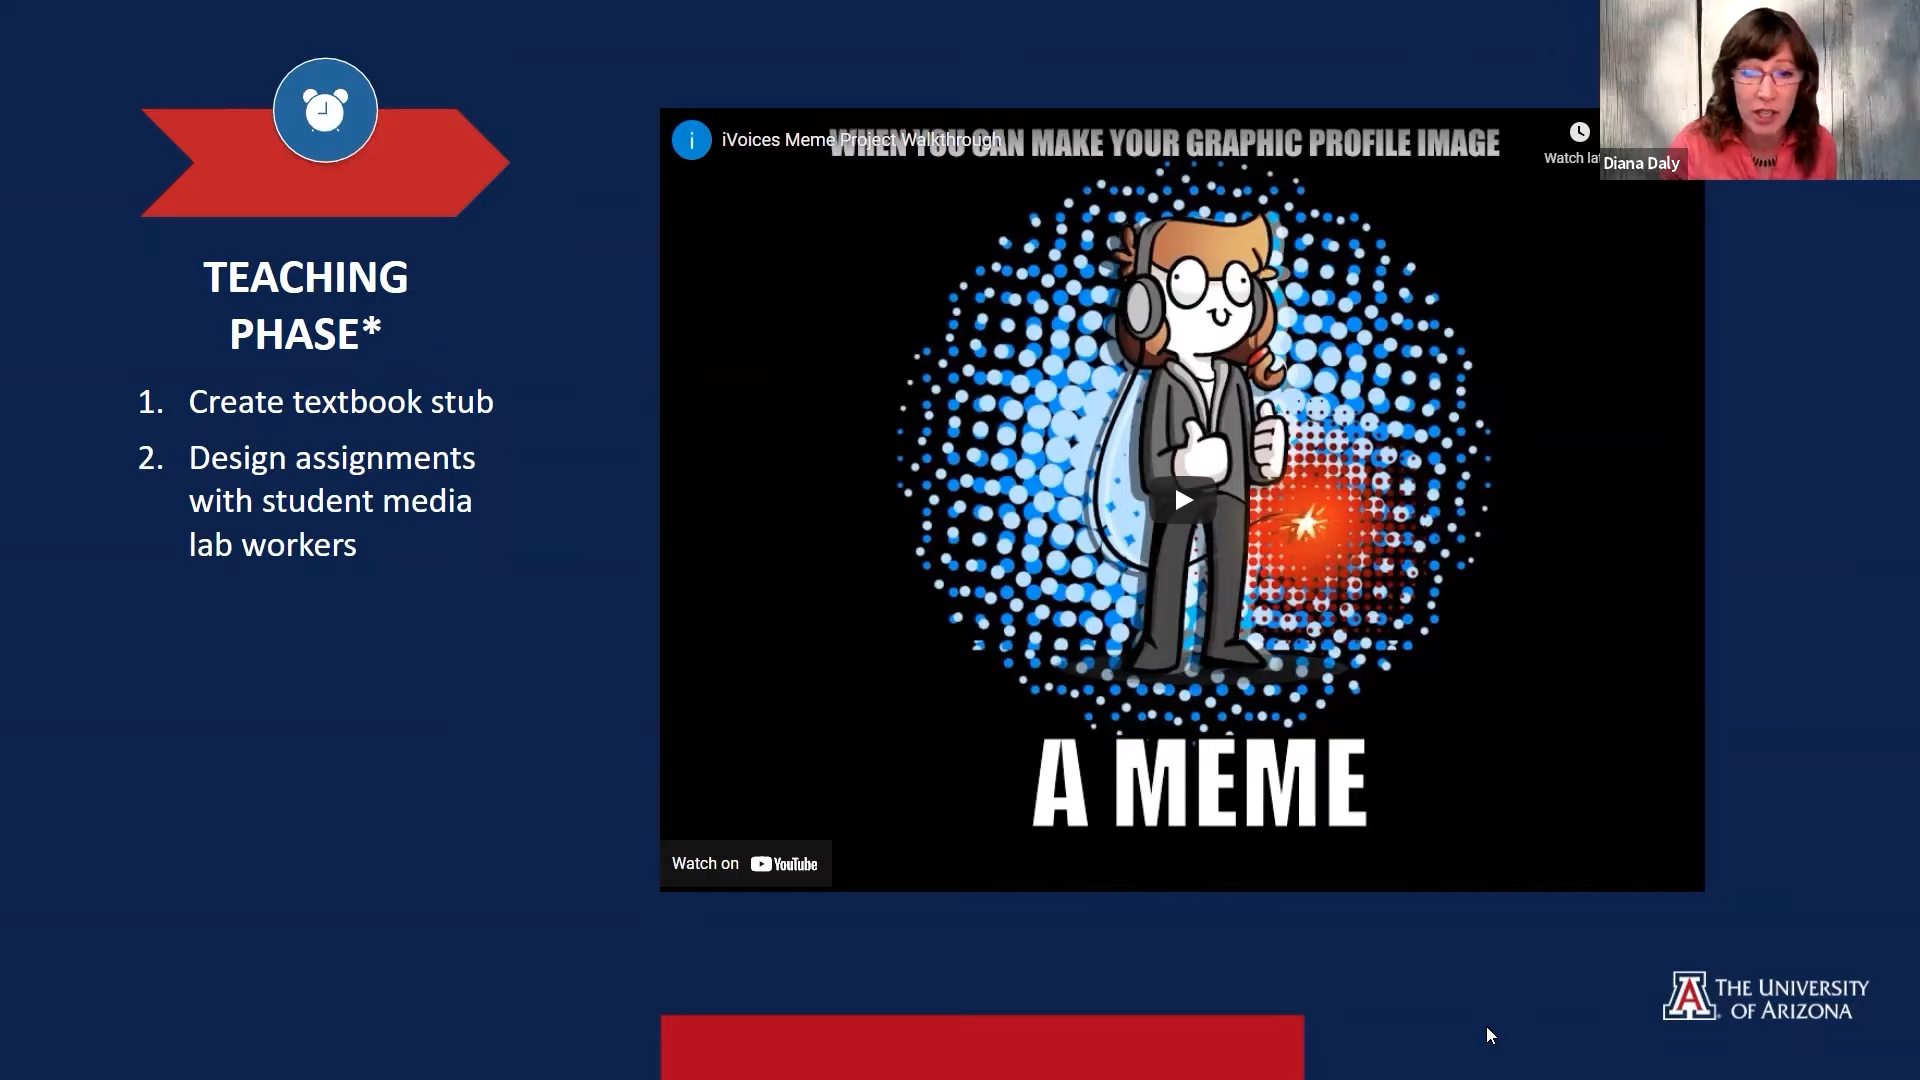 TEACHING
PHASE*
1. Create textbook stub
2. Design assignments
with student media
lab workers
iVoices Meme Project Walkthrough
WHEN YOU CAN MAKE YOUR GRAPHIC PROFILE IMAGE
Watch
Diana Daly
A MEME
Watch on YouTube
THE UNIVERSITY
OF ARIZONA